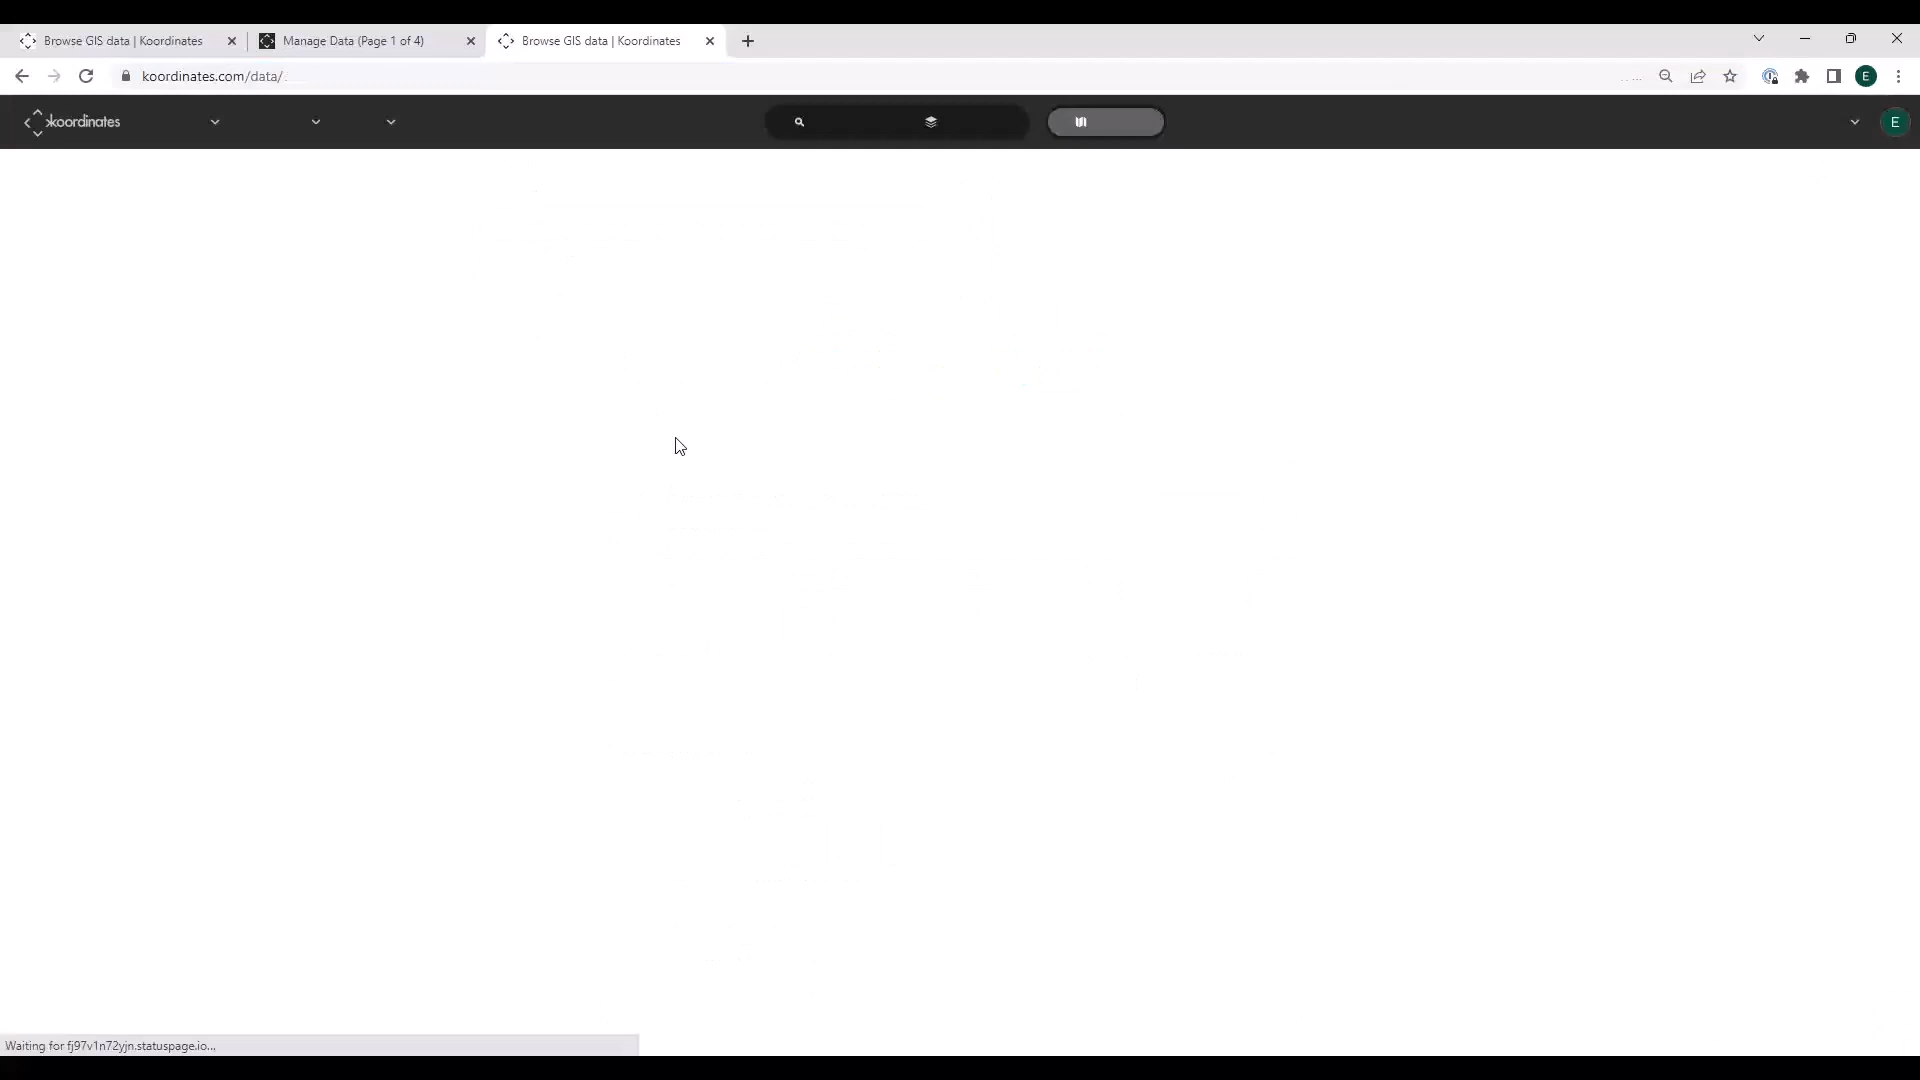 Browse GIS data | Koordinates
Manage Data (Page 1 of 4)
Browse GIS data | Koordinates
koordinates.com/data/
E
koordinates
E
Waiting for fj97v1n72yjn.statuspage.io...